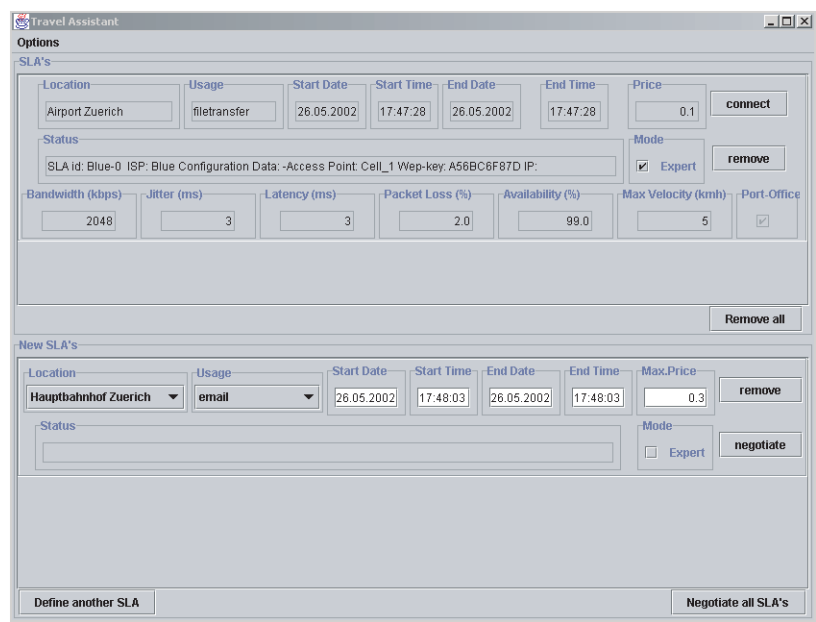 Travel Assistant
Options
SLA's
Location Usage Start Date Start Time End Date End Time Price
Airport Zuerich filetransfer 26.05.2002 17:47:28 26.05.2002 17:47:28 0.1 connect
Status Mode
SLA id: Blue-0 ISP: Blue Configuration Data: -Access Point: Cell_1 Wep-key: A56BC6F87D IP: Expert remove
Bandwidth (kbps) Jitter (ms) Latency (ms) Packet Loss (%) Availability (%) Max Velocity (kmh) Port-Office
2048 3 3 2.0 99.0 5
Remove all
New SLA's
Location Usage Start Date Start Time End Date End Time Max.Price
Hauptbahnhof Zuerich email 26.05.2002 17:48:03 26.05.2002 17:48:03 0.3 remove
Status Mode
Expert negotiate
Define another SLA Negotiate all SLA's